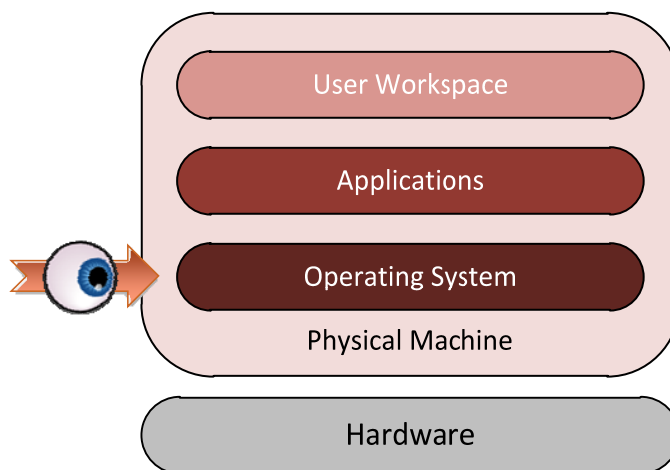 User Workspace
Applications
Operating System
Physical Machine
Hardware